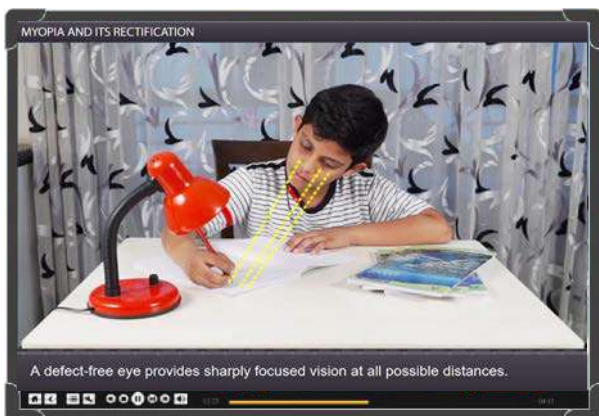 MYOPIA AND ITS RECTIFICATION
A defect-free eye provides sharply focused vision at all possible distances.